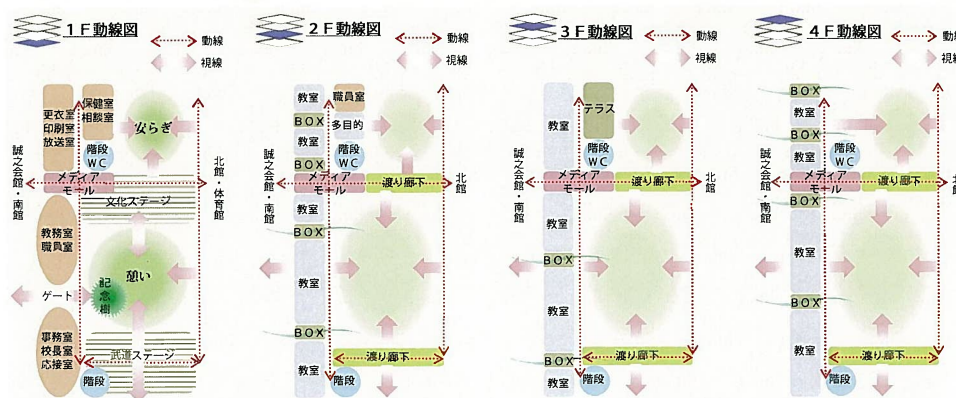 1F動線図
動線
視線
更衣室
印刷室
放送室
保健室
相談室
安らぎ
階段
WC
メディア
モール
文化ステージ
誠之会館・南館
北館・体育館
教務室
職員室
憩い
記念樹
ゲート
事務室
校長室
応接室
武道ステージ
階段
2F動線図
動線
視線
教室
職員室
BOX
多目的
教室
階段
WC
BOX
メディア
モール
渡り廊下
誠之会館・南館
北館
教室
BOX
教室
BOX
教室
渡り廊下
階段
3F動線図
動線
視線
教室
テラス
階段
WC
メディア
モール
渡り廊下
誠之会館・南館
北館
教室
BOX
教室
BOX
教室
渡り廊下
階段
4F動線図
動線
視線
BOX
教室
BOX
教室
階段
WC
メディア
モール
渡り廊下
誠之会館・南館
北館
BOX
教室
BOX
教室
渡り廊下
階段